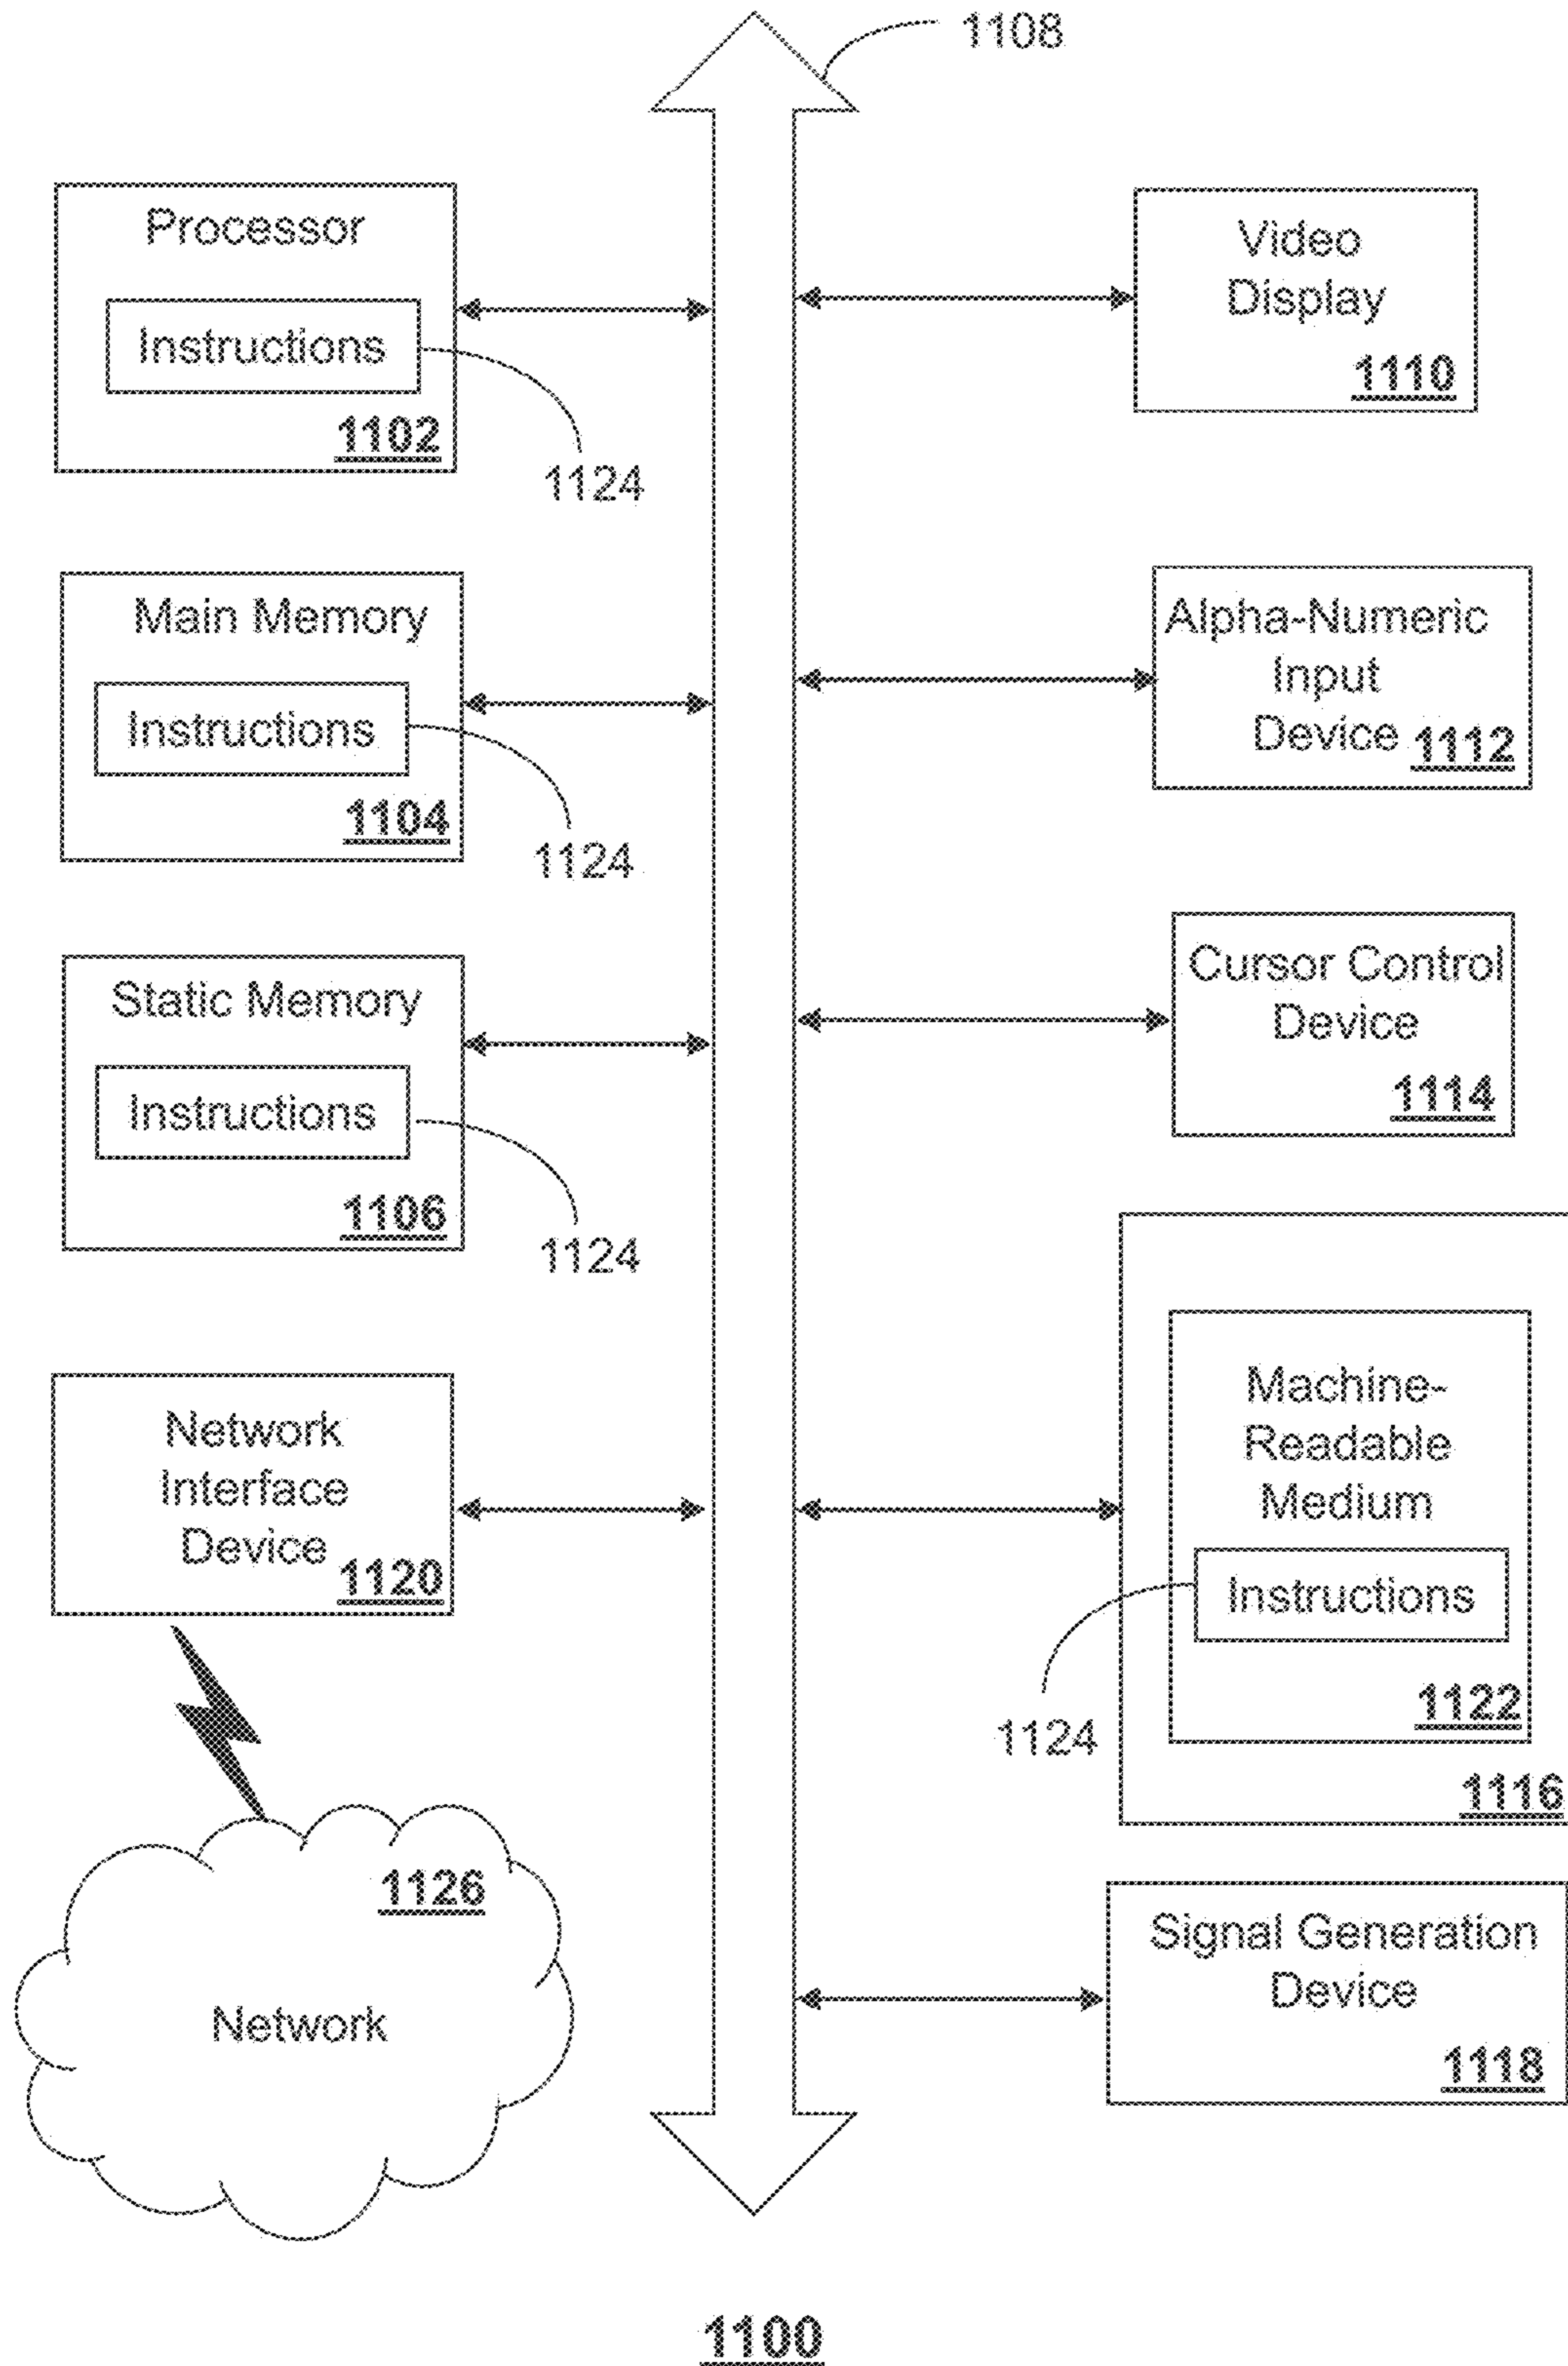 1108
Processor
Instructions
1102
1124
Video
Display
1110
Main Memory
Instructions
1104
1124
Alpha-Numeric
Input
Device 1112
Static Memory
Instructions
1106
1124
Cursor Control
Device
1114
Network
Interface
Device
1120
Machine-
Readable
Medium
Instructions
1122
1124
1116
1126
Network
Signal Generation
Device
1118
1100